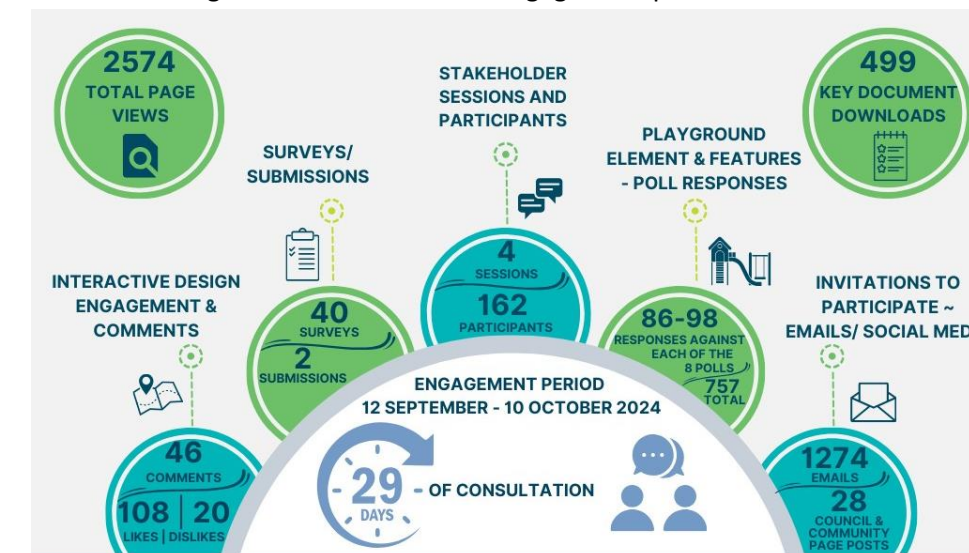 2574
TOTAL PAGE
VIEWS
499
KEY DOCUMENT
DOWNLOADS
STAKEHOLDER
SESSIONS AND
PARTICIPANTS
SURVEYS/
SUBMISSIONS
PLAYGROUND
ELEMENT & FEATURES
- POLL RESPONSES
INTERACTIVE DESIGN
ENGAGEMENT &
COMMENTS
INVITATIONS TO
PARTICIPATE ~
EMAILS/ SOCIAL MED
4
SESSIONS
162
PARTICIPANTS
40
SURVEYS
2
SUBMISSIONS
86-98
RESPONSES AGAINST
EACH OF THE
8 POLLS
757
TOTAL
46
COMMENTS
108 | 20
LIKES | DISLIKES
1274
EMAILS
28
COUNCIL &
COMMUNITY
PAGE POSTS
ENGAGEMENT PERIOD
12 SEPTEMBER - 10 OCTOBER 2024
- 29 - OF CONSULTATION
DAYS